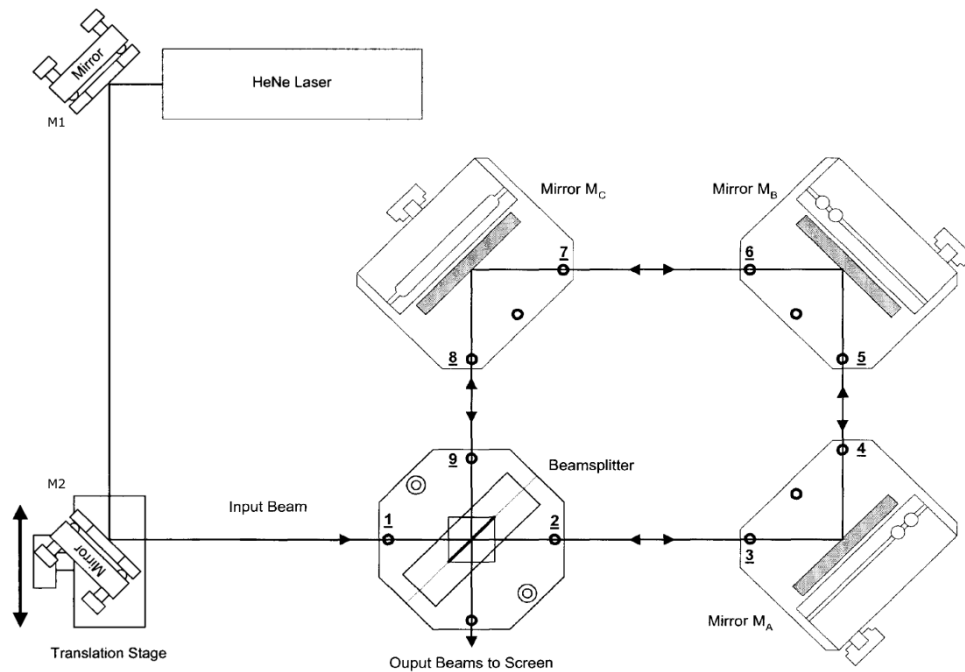 Mirror
HeNe Laser
M1
Mirror M_C
Mirror M_B
7
6
8
5
M2
9
Beamsplitter
4
Input Beam
1
2
3
Mirror
Mirror M_A
Translation Stage
Ouput Beams to Screen